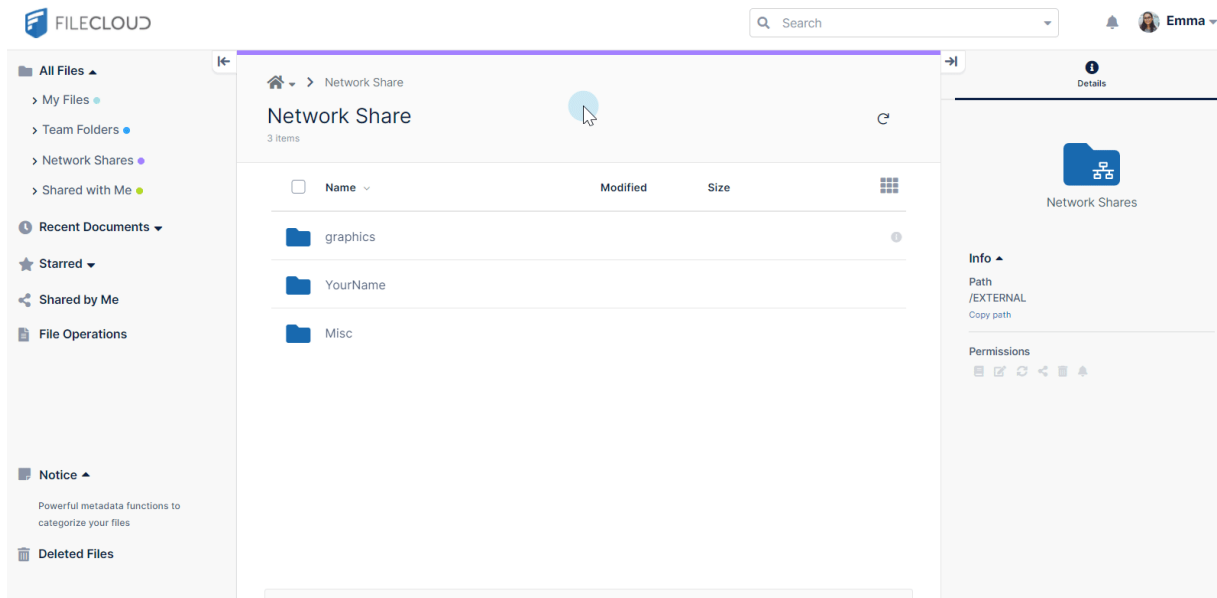 FILECLOUD
Search
Emma
All Files
My Files
Team Folders
Network Shares
Shared with Me
Recent Documents
Starred
Shared by Me
File Operations
Notice
Powerful metadata functions to
categorize your files
Deleted Files
Network Share
Network Share
3 items
Name Modified Size
graphics
YourName
Misc
Details
Network Shares
Info
Path
/EXTERNAL
Copy path
Permissions